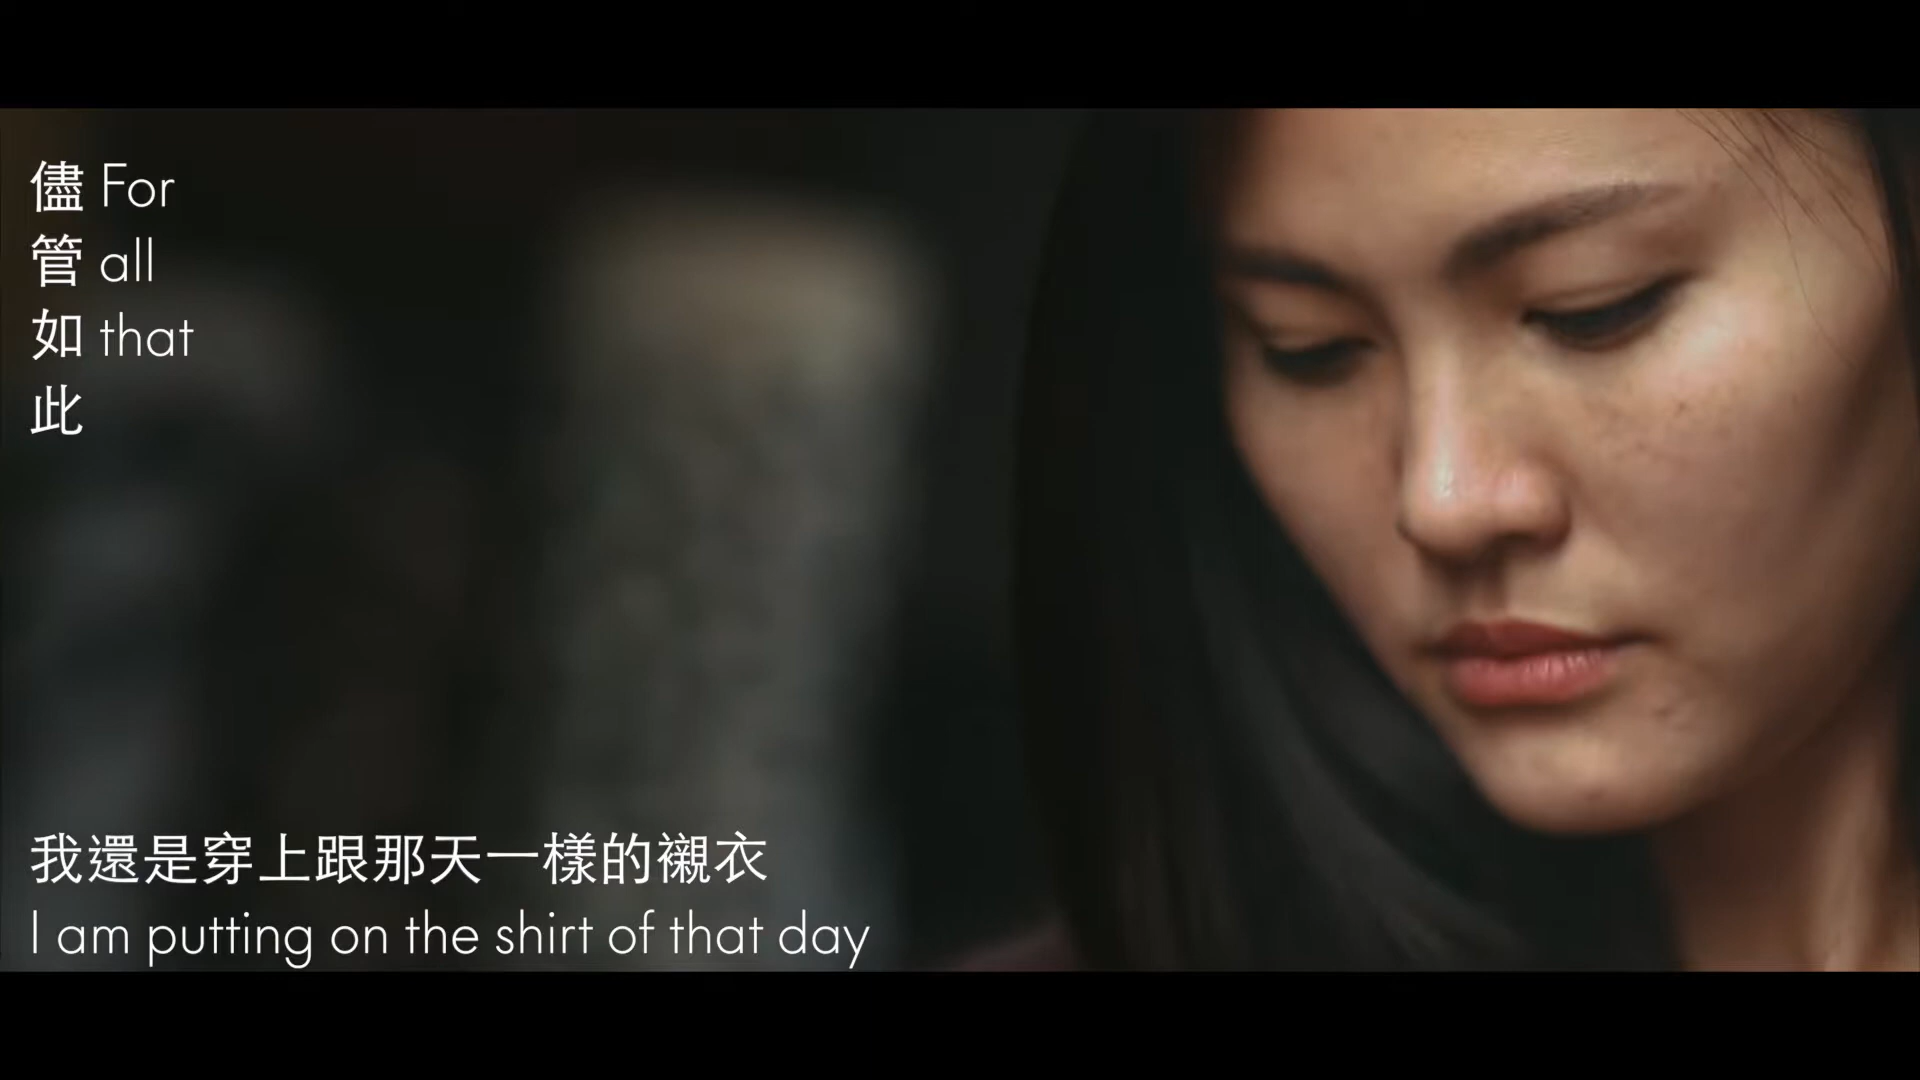 儘管如此
For
all
that
我還是穿上跟那天一樣的襯衣
I am putting on the shirt of that day